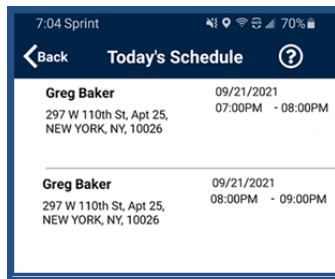 7:04 Sprint 70%
Back Today's Schedule ?
Greg Baker 09/21/2021
297 W 110th St, Apt 25, 07:00PM - 08:00PM
NEW YORK, NY, 10026
Greg Baker 09/21/2021
297 W 110th St, Apt 25, 08:00PM - 09:00PM
NEW YORK, NY, 10026